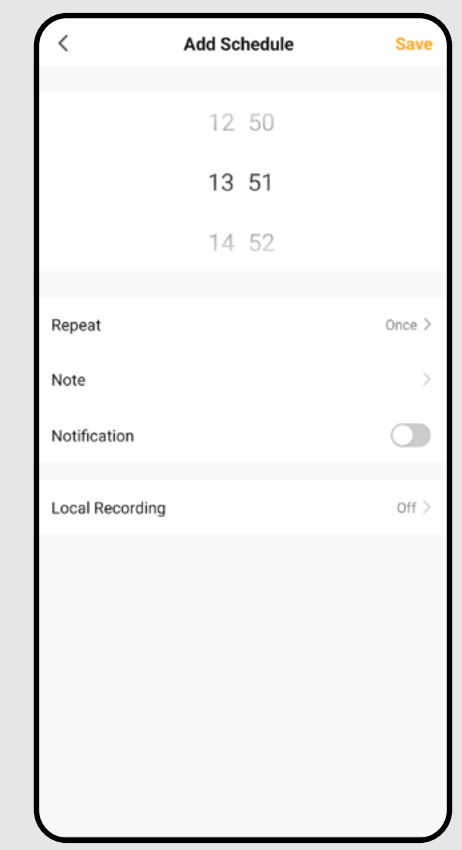 Add Schedule Save
12 50
13 51
14 52
Repeat Once
Note
Notification
Local Recording Off